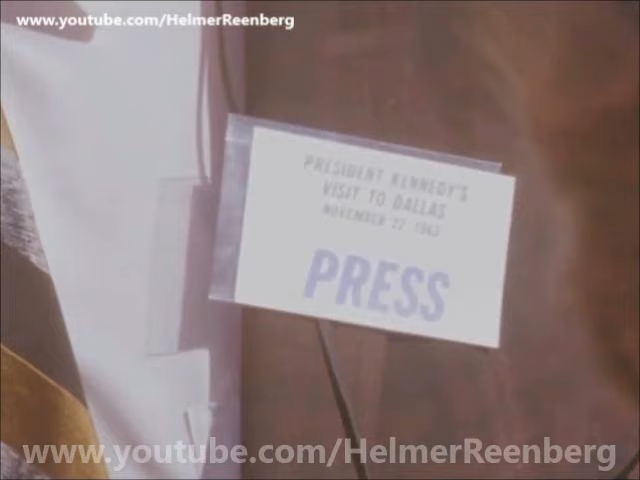 www.youtube.com/HelmerReenberg
PRESIDENT KENNEDY'S
VISIT TO DALLAS
NOVEMBER 22 1963
PRESS
www.youtube.com/HelmerReenberg